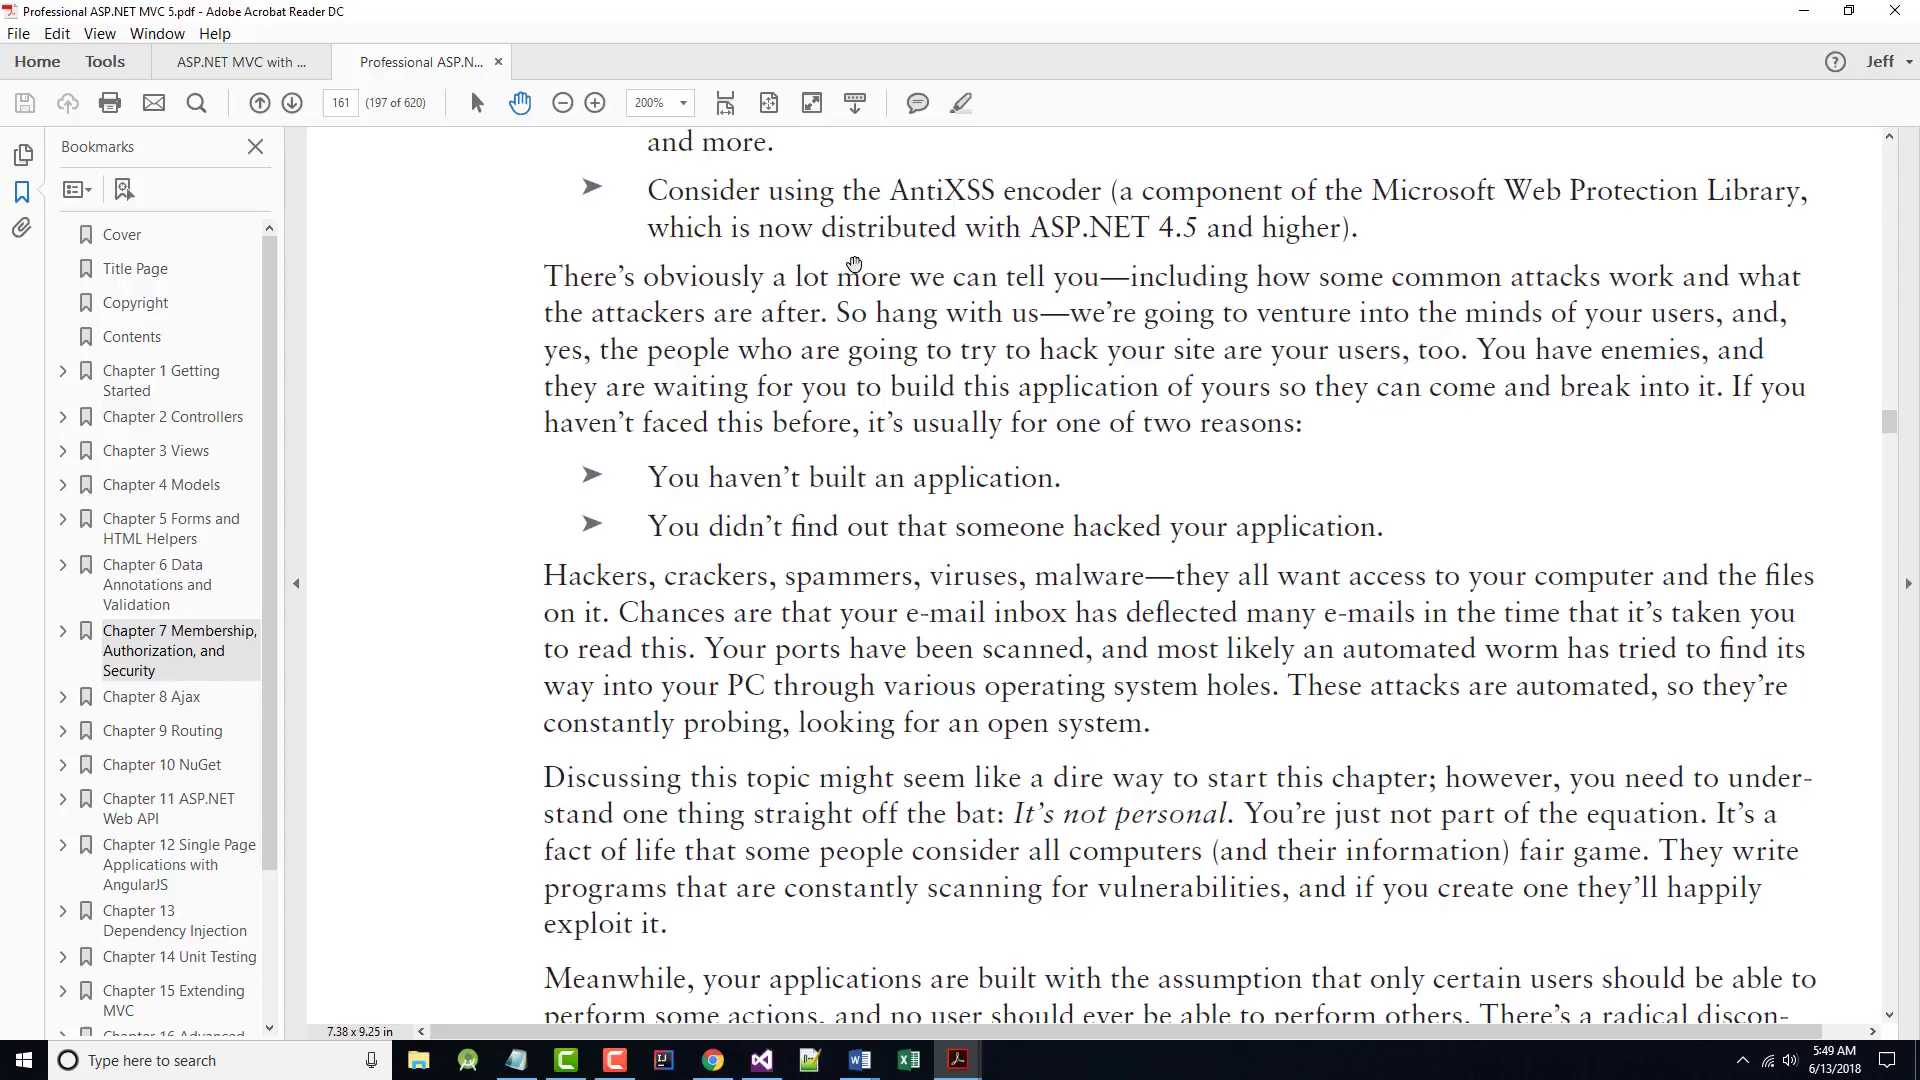 Professional ASP.NET MVC 5.pdf - Adobe Acrobat Reader DC
File Edit View Window Help
Home Tools ASP.NET MVC with ... Professional ASP.N... ×
Jeff
161 (197 of 620) 200%
Bookmarks
Cover
Title Page
Copyright
Contents
Chapter 1 Getting
Started
Chapter 2 Controllers
Chapter 3 Views
Chapter 4 Models
Chapter 5 Forms and
HTML Helpers
Chapter 6 Data
Annotations and
Validation
Chapter 7 Membership,
Authorization, and
Security
Chapter 8 Ajax
Chapter 9 Routing
Chapter 10 NuGet
Chapter 11 ASP.NET
Web API
Chapter 12 Single Page
Applications with
AngularJS
Chapter 13
Dependency Injection
Chapter 14 Unit Testing
Chapter 15 Extending
MVC
Chapter 16 Advanced
and more.
➤ Consider using the AntiXSS encoder (a component of the Microsoft Web Protection Library,
which is now distributed with ASP.NET 4.5 and higher).
There's obviously a lot more we can tell you—including how some common attacks work and what
the attackers are after. So hang with us—we're going to venture into the minds of your users, and,
yes, the people who are going to try to hack your site are your users, too. You have enemies, and
they are waiting for you to build this application of yours so they can come and break into it. If you
haven't faced this before, it's usually for one of two reasons:
➤ You haven't built an application.
➤ You didn't find out that someone hacked your application.
Hackers, crackers, spammers, viruses, malware—they all want access to your computer and the files
on it. Chances are that your e-mail inbox has deflected many e-mails in the time that it's taken you
to read this. Your ports have been scanned, and most likely an automated worm has tried to find its
way into your PC through various operating system holes. These attacks are automated, so they're
constantly probing, looking for an open system.
Discussing this topic might seem like a dire way to start this chapter; however, you need to under-
stand one thing straight off the bat: It's not personal. You're just not part of the equation. It's a
fact of life that some people consider all computers (and their information) fair game. They write
programs that are constantly scanning for vulnerabilities, and if you create one they'll happily
exploit it.
Meanwhile, your applications are built with the assumption that only certain users should be able to
perform some actions, and no user should ever be able to perform others. There's a radical discon-
7.38 x 9.25 in
Type here to search
5:49 AM
6/13/2018